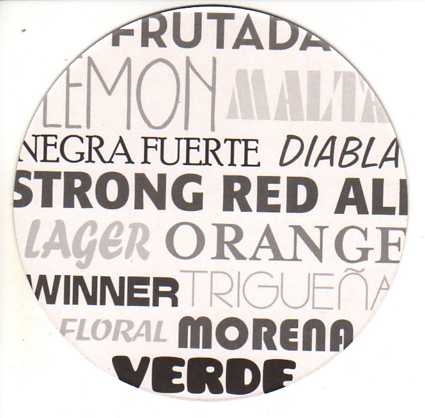 FRUTADA
LEMON MALTA
NEGRA FUERTE DIABLA
STRONG RED ALE
LAGER ORANGE
WINNER TRIGUEÑA
FLORAL MORENA
VERDE